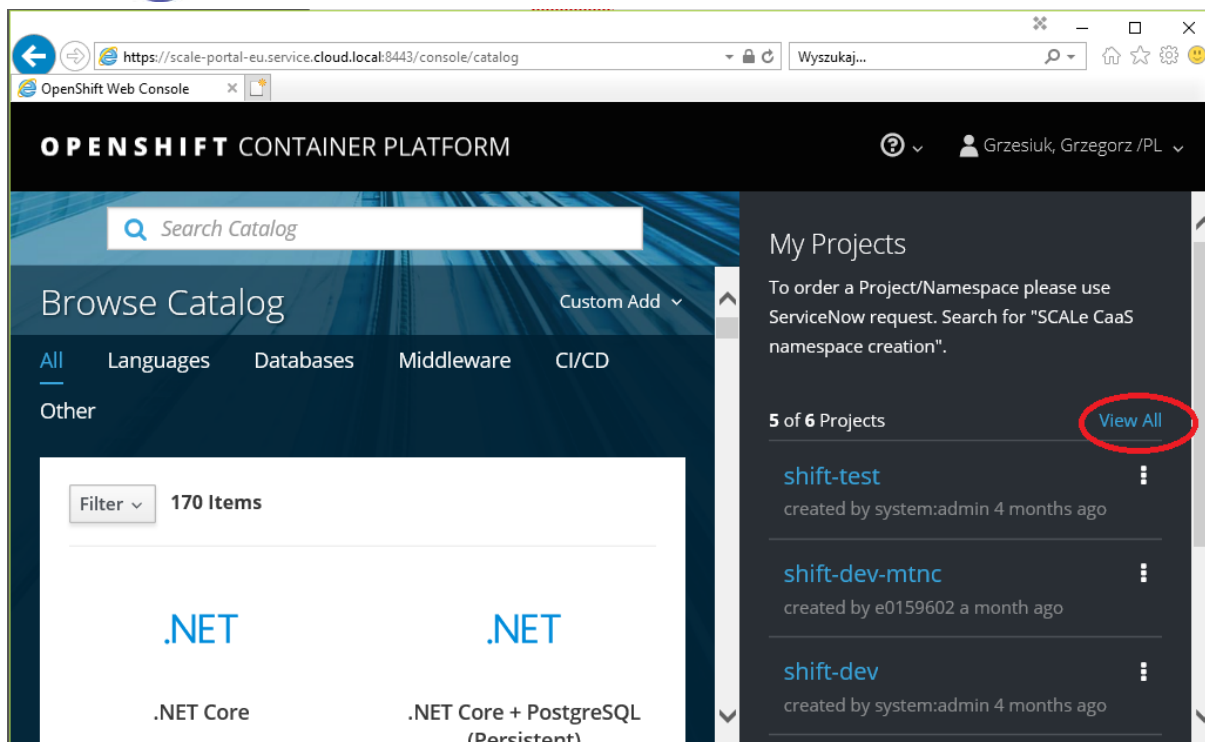 https://scale-portal-eu.service.cloud.local:8443/console/catalog
Wyszukaj...
OpenShift Web Console
OPENSHIFT CONTAINER PLATFORM
Grzesiuk, Grzegorz /PL
Search Catalog
Browse Catalog
Custom Add
All
Languages
Databases
Middleware
CI/CD
Other
Filter
170 Items
.NET
.NET
.NET Core
.NET Core + PostgreSQL
(Persistent)
My Projects
To order a Project/Namespace please use
ServiceNow request. Search for "SCALe CaaS
namespace creation".
5 of 6 Projects
View All
shift-test
created by system:admin 4 months ago
shift-dev-mtnc
created by e0159602 a month ago
shift-dev
created by system:admin 4 months ago